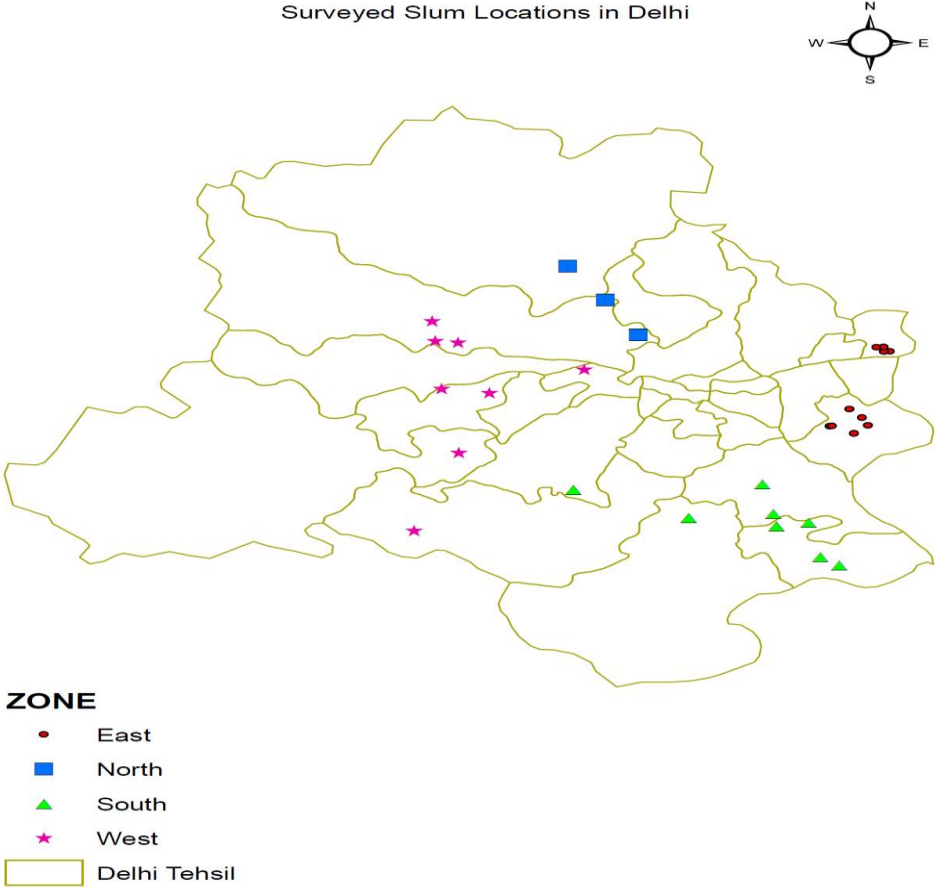 Surveyed Slum Locations in Delhi
N
W E
S
ZONE
East
North
South
West
Delhi Tehsil